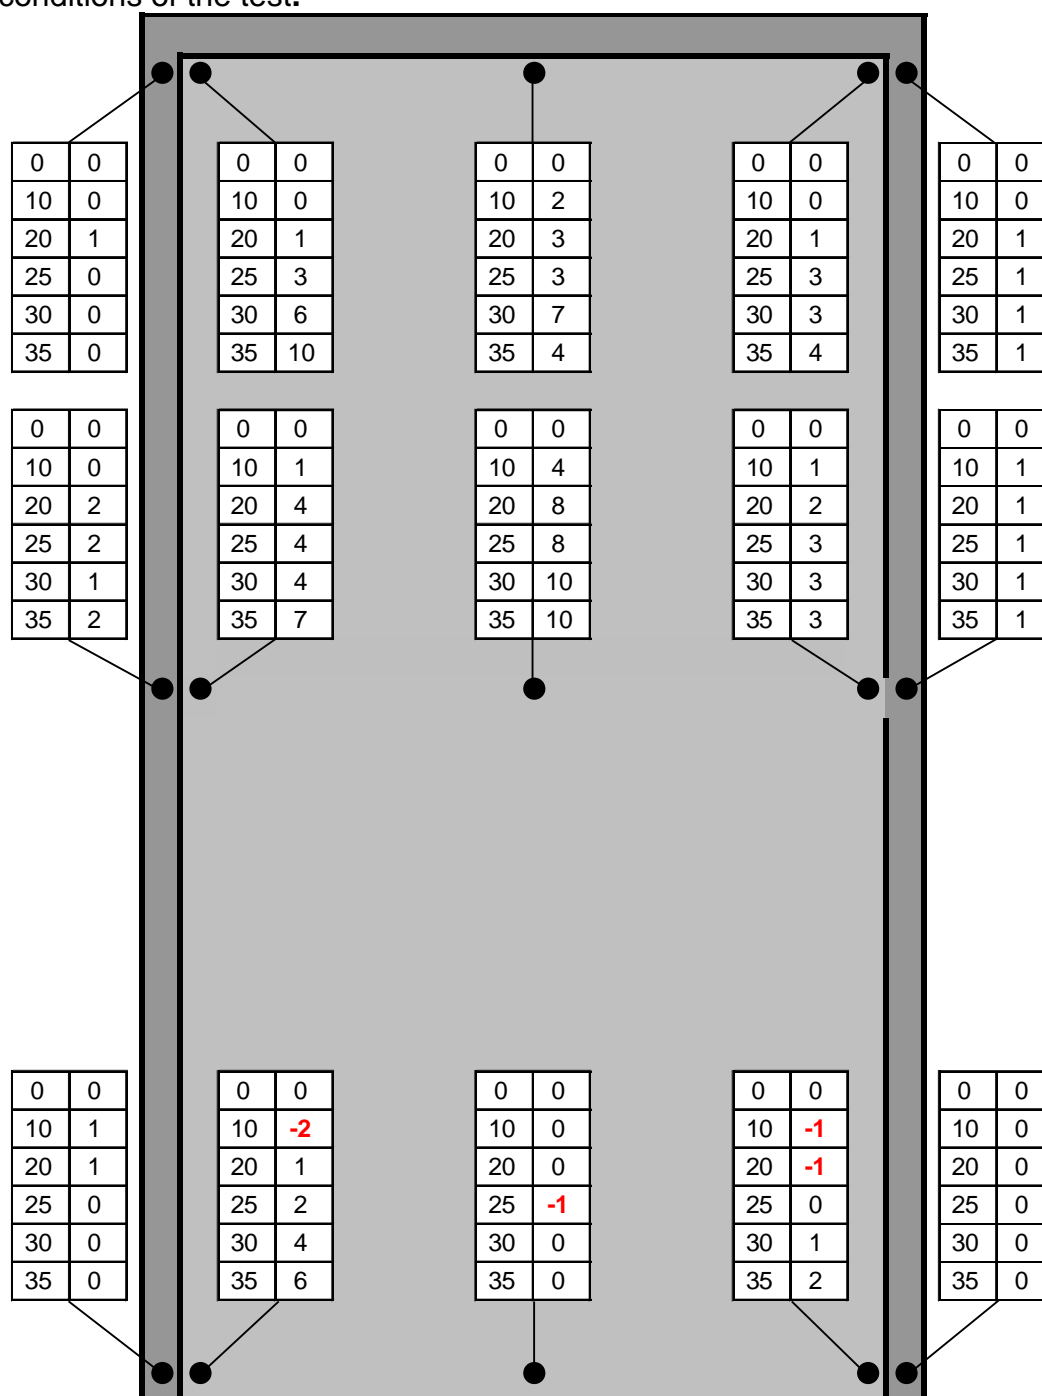 conditions of the test.
0 0 0 0 0 0 0 0 0 0
10 0 10 0 10 2 10 0 10 0
20 1 20 1 20 3 20 1 20 1
25 0 25 3 25 3 25 3 25 1
30 0 30 6 30 7 30 3 30 1
35 0 35 10 35 4 35 4 35 1
0 0 0 0 0 0 0 0 0 0
10 0 10 1 10 4 10 1 10 1
20 2 20 4 20 8 20 2 20 1
25 2 25 4 25 8 25 3 25 1
30 1 30 4 30 10 30 3 30 1
35 2 35 7 35 10 35 3 35 1
0 0 0 0 0 0 0 0 0 0
10 1 10 -2 10 0 10 -1 10 0
20 1 20 1 20 0 20 -1 20 0
25 0 25 2 25 -1 25 0 25 0
30 0 30 4 30 0 30 1 30 0
35 0 35 6 35 0 35 2 35 0